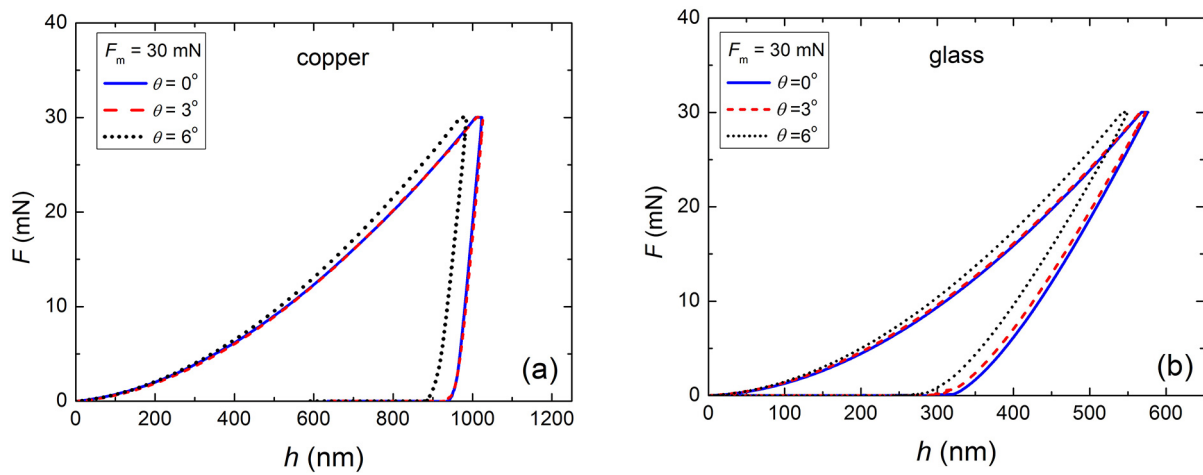 40
30
20
10
0
F (mN)
F_m = 30 mN
θ = 0°
θ = 3°
θ = 6°
copper
(a)
0 200 400 600 800 1000 1200
h (nm)
40
30
20
10
0
F (mN)
F_m = 30 mN
θ =0°
θ =3°
θ =6°
glass
(b)
0 100 200 300 400 500 600
h (nm)